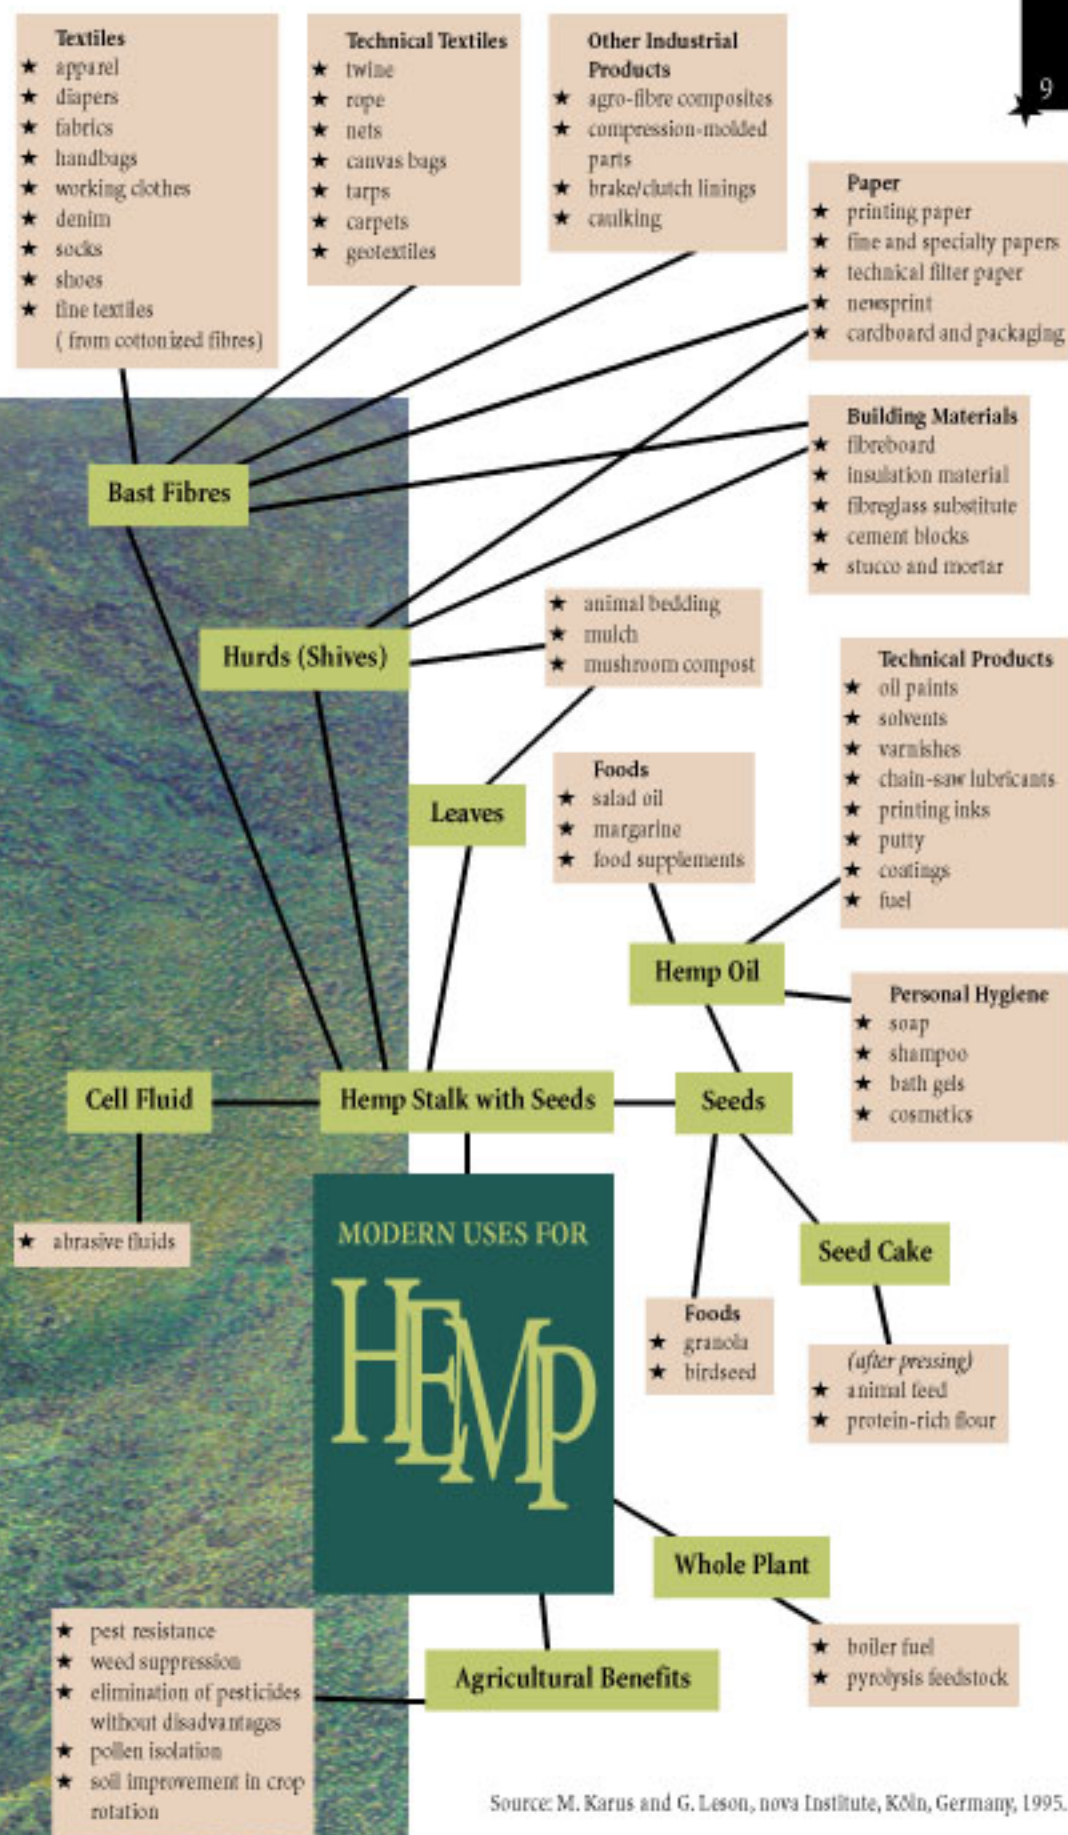 Textiles
★ apparel
★ diapers
★ fabrics
★ handbags
★ working clothes
★ denim
★ socks
★ shoes
★ fine textiles
( from cottonized fibres)
Technical Textiles
★ twine
★ rope
★ nets
★ canvas bags
★ tarps
★ carpets
★ geotextiles
Other Industrial
Products
★ agro-fibre composites
★ compression-molded
parts
★ brake/clutch linings
★ caulking
9
Paper
★ printing paper
★ fine and specialty papers
★ technical filter paper
★ newsprint
★ cardboard and packaging
Building Materials
★ fibreboard
★ insulation material
★ fibreglass substitute
★ cement blocks
★ stucco and mortar
Bast Fibres
Hurds (Shives)
★ animal bedding
★ mulch
★ mushroom compost
Leaves
Foods
★ salad oil
★ margarine
★ food supplements
Technical Products
★ oil paints
★ solvents
★ varnishes
★ chain-saw lubricants
★ printing inks
★ putty
★ coatings
★ fuel
Hemp Oil
Personal Hygiene
★ soap
★ shampoo
★ bath gels
★ cosmetics
Cell Fluid
Hemp Stalk with Seeds
Seeds
★ abrasive fluids
MODERN USES FOR
HEMP
Seed Cake
Foods
★ granola
★ birdseed
(after pressing)
★ animal feed
★ protein-rich flour
Whole Plant
★ boiler fuel
★ pyrolysis feedstock
Agricultural Benefits
★ pest resistance
★ weed suppression
★ elimination of pesticides
without disadvantages
★ pollen isolation
★ soil improvement in crop
rotation
Source: M. Karus and G. Leson, nova Institute, Köln, Germany, 1995.